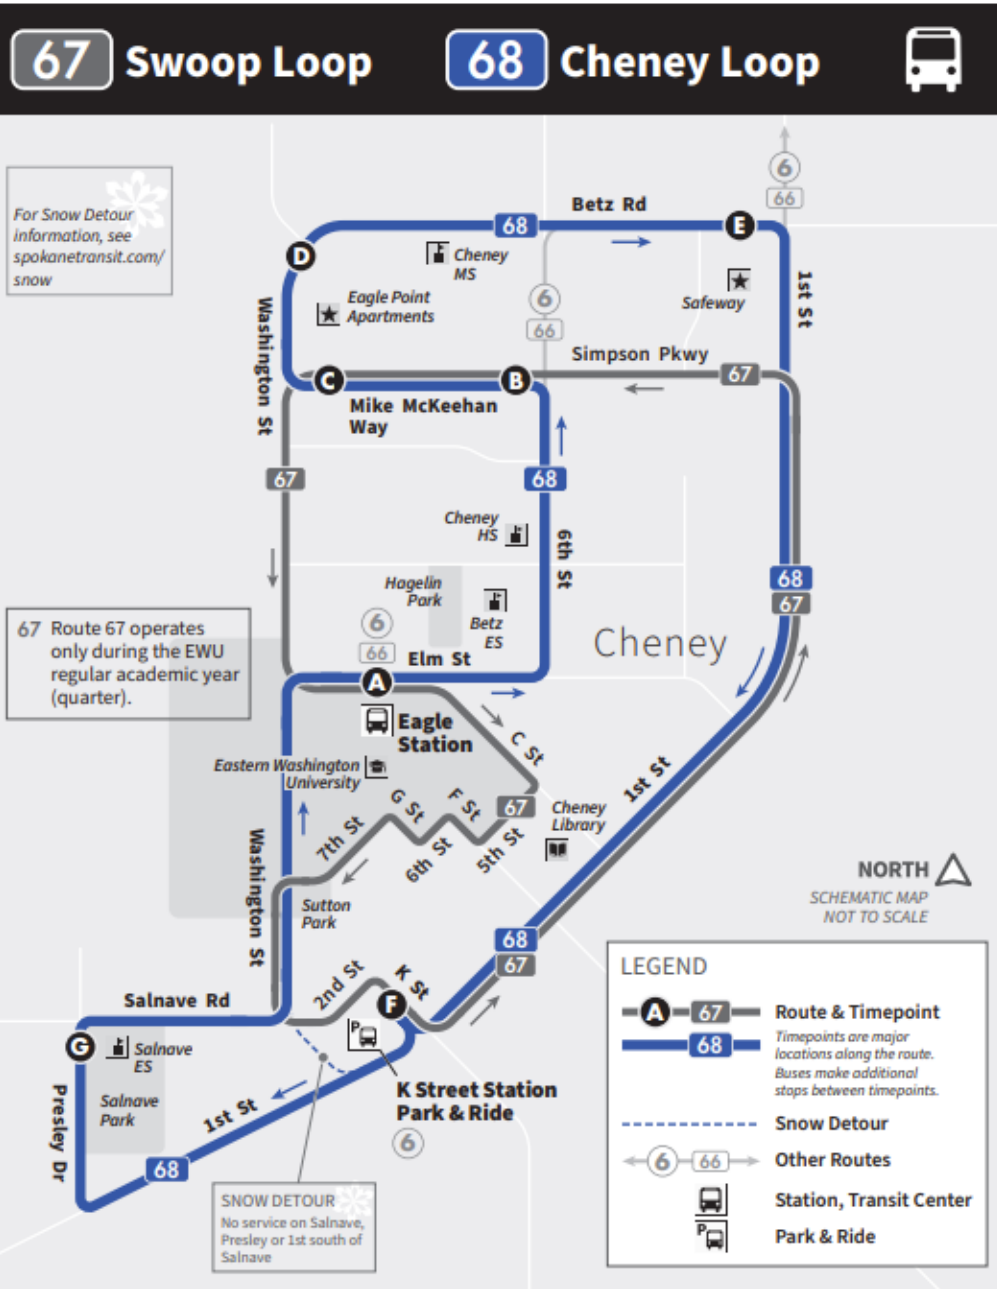 67 Swoop Loop
68 Cheney Loop
6
66
For Snow Detour
information, see
spokanetransit.com/
snow
Betz Rd
68
E
D
Cheney
MS
Eagle Point
Apartments
Safeway
1st St
6
66
Washington St
Simpson Pkwy
67
C
B
Mike McKeehan
Way
67
68
Cheney
HS
6th St
Hagelin
Park
Betz
ES
68
67
6
66
Elm St
Cheney
67 Route 67 operates
only during the EWU
regular academic year
(quarter).
A
Eagle
Station
C St
Eastern Washington
University
1st St
G St
F St
67
Cheney
Library
7th St
6th St
5th St
Washington St
Sutton
Park
NORTH
SCHEMATIC MAP
NOT TO SCALE
68
67
2nd St
K St
F
Salnave Rd
G
Salnave
ES
Salnave
Park
P
K Street Station
Park & Ride
6
Presley Dr
1st St
68
SNOW DETOUR
No service on Salnave,
Presley or 1st south of
Salnave
LEGEND
A 67 Route & Timepoint
68 Timepoints are major
locations along the route.
Buses make additional
stops between timepoints.
Snow Detour
6 66 Other Routes
Station, Transit Center
P Park & Ride